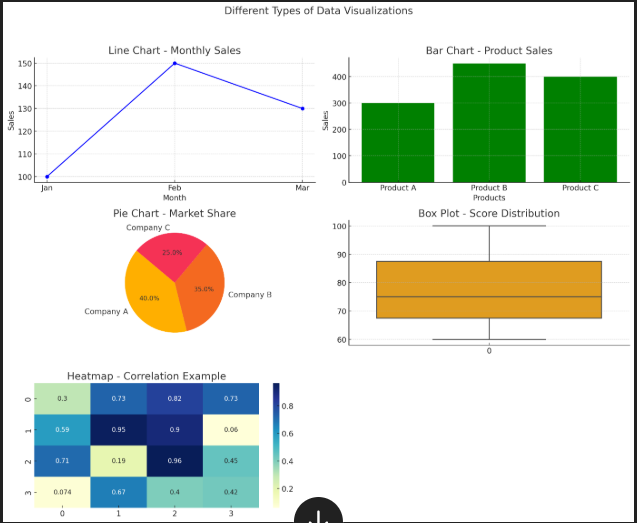 Different Types of Data Visualizations
Line Chart - Monthly Sales
150
140
130
120
110
100
Sales
Jan Feb Mar
Month
Bar Chart - Product Sales
400
300
200
100
0
Sales
Product A Product B Product C
Products
Pie Chart - Market Share
Company C
25.0%
35.0%
Company B
40.0%
Company A
Box Plot - Score Distribution
100
90
80
70
60
0
Heatmap - Correlation Example
0 0.3 0.73 0.82 0.73
1 0.59 0.95 0.9 0.06
2 0.71 0.19 0.96 0.45
3 0.074 0.67 0.4 0.42
0 1 2 3
0.8
0.6
0.4
0.2